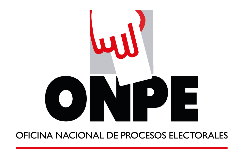 ONPE
OFICINA NACIONAL DE PROCESOS ELECTORALES